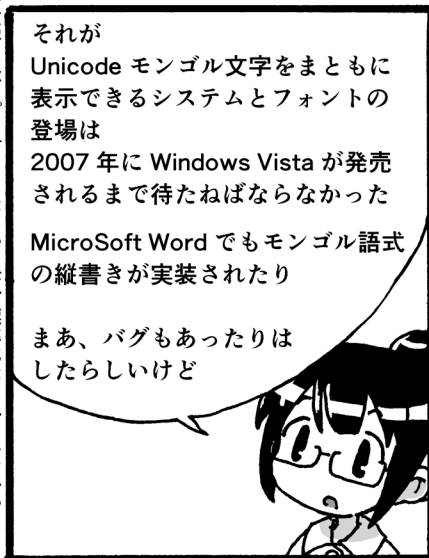 それが
Unicode モンゴル文字をまともに
表示できるシステムとフォントの
登場は
2007 年に Windows Vista が発売
されるまで待たねばならなかった
MicroSoft Word でもモンゴル語式
の縦書きが実装されたり
まあ、バグもあったりは
したらしいけど